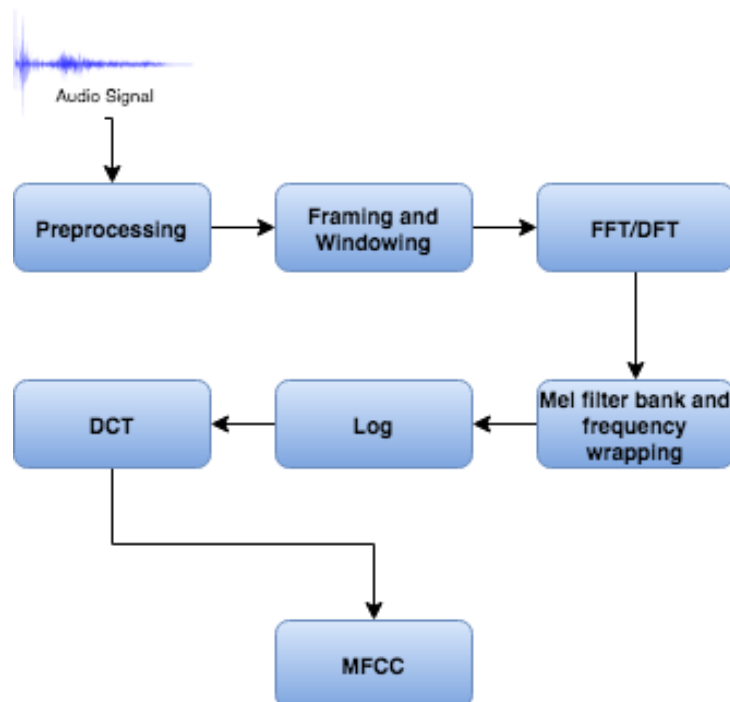 Audio Signal
Preprocessing
Framing and
Windowing
FFT/DFT
Mel filter bank and
frequency
wrapping
Log
DCT
MFCC